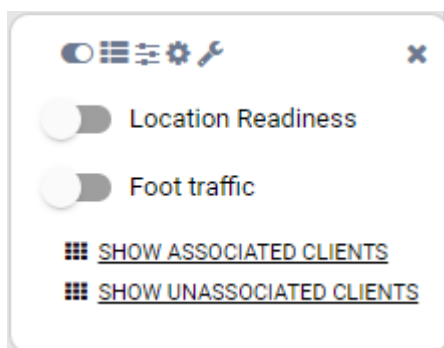 Location Readiness
Foot traffic
SHOW ASSOCIATED CLIENTS
SHOW UNASSOCIATED CLIENTS